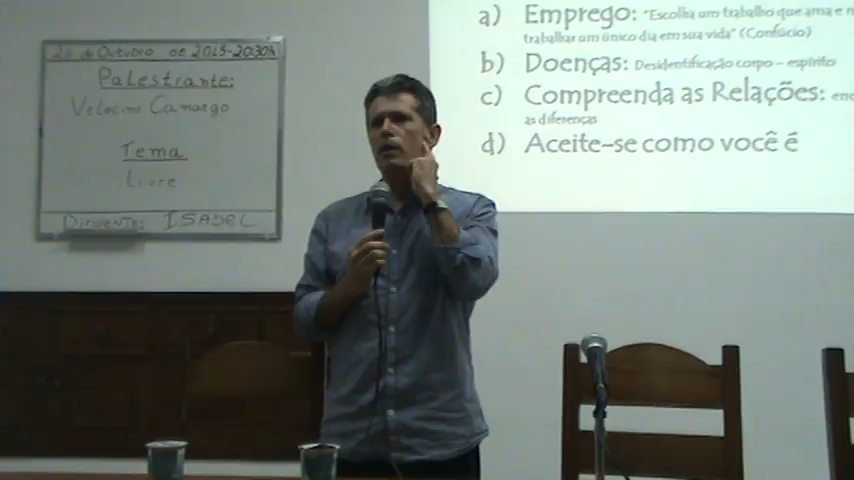 26 de Outubro de 2015-20:30h
Palestrante:
Velocino Camargo
Tema
Livre
Dirigente: ISABEL
a) Emprego: "Escolha um trabalho que ama e n
trabalhar um único dia em sua vida" (Confúcio)
b) Doenças: Desidentificação corpo – espírito
c) Compreenda as Relações: enc
as diferenças
d) Aceite-se como você é